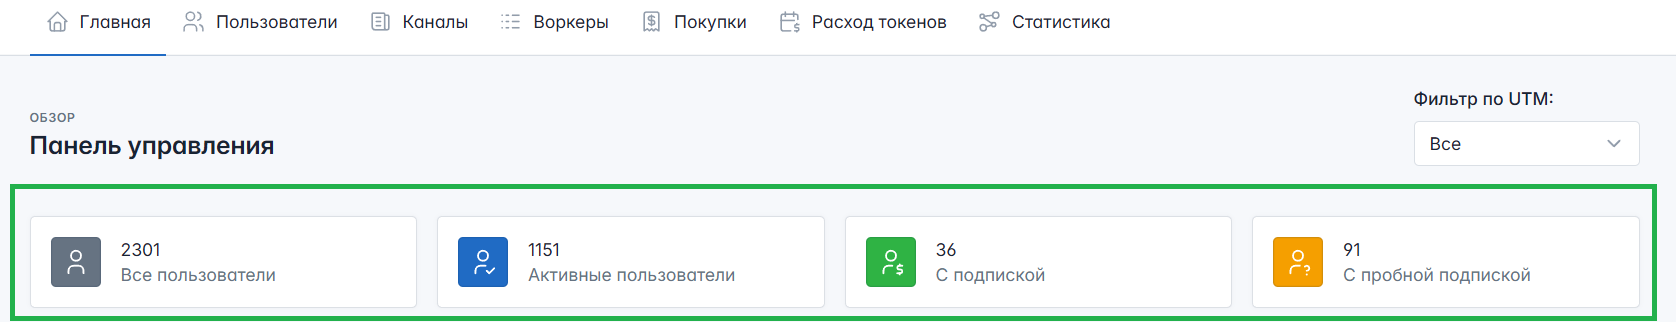 Главная Пользователи Каналы Воркеры Покупки Расход токенов Статистика
Фильтр по UTM:
ОБЗОР
Панель управления
Все
2301
Все пользователи
1151
Активные пользователи
36
С подпиской
91
С пробной подпиской